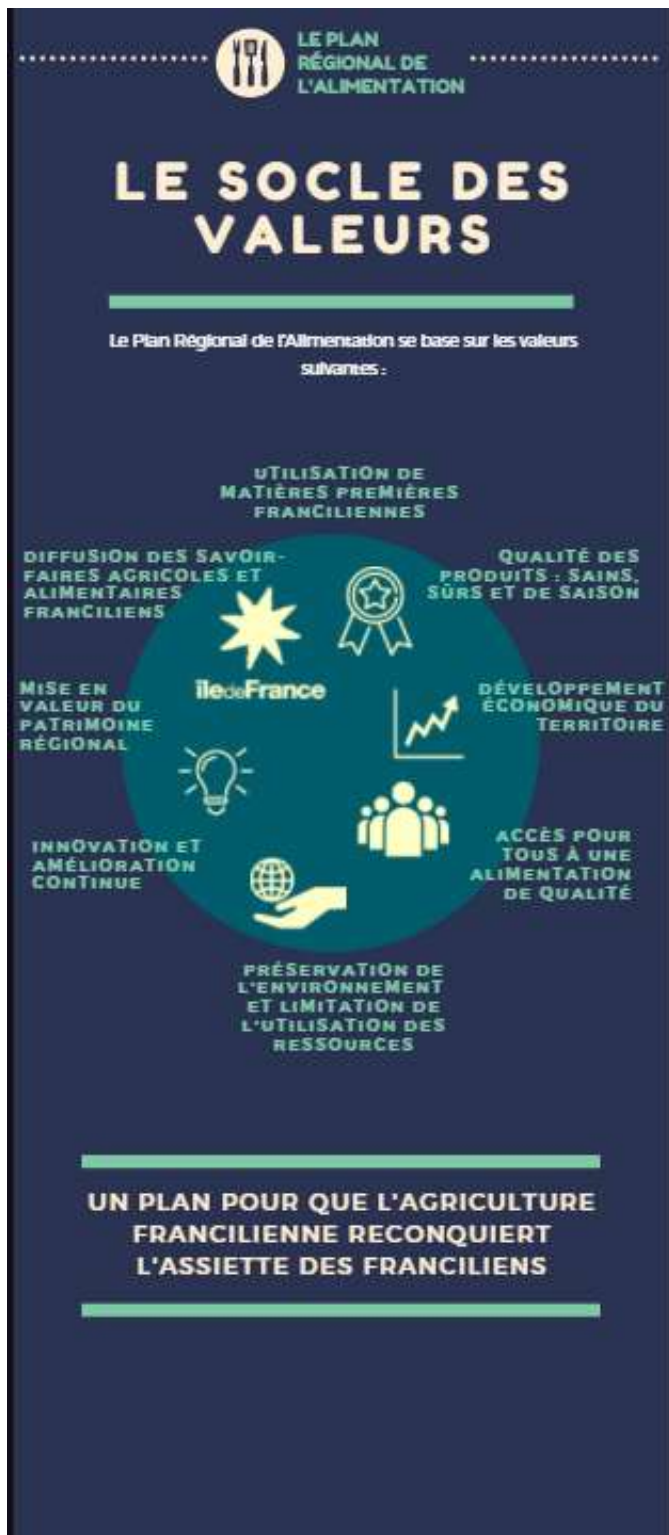 LE PLAN
RÉGIONAL DE
L'ALIMENTATION
LE SOCLE DES
VALEURS
Le Plan Régional de l'Alimentation se base sur les valeurs
suivantes :
UTILISATION DE
MATIÈRES PREMIÈRES
FRANCILIENNES
DIFFUSION DES SAVOIR-
FAIRES AGRICOLES ET
ALIMENTAIRES
FRANCILIENS
QUALITÉ DES
PRODUITS : SAINS,
SÛRS ET DE SAISON
île de France
MISE EN
VALEUR DU
PATRIMOINE
RÉGIONAL
DÉVELOPPEMENT
ÉCONOMIQUE DU
TERRITOIRE
INNOVATION ET
AMÉLIORATION
CONTINUE
ACCÈS POUR
TOUS À UNE
ALIMENTATION
DE QUALITÉ
PRÉSERVATION DE
L'ENVIRONNEMENT
ET LIMITATION DE
L'UTILISATION DES
RESSOURCES
UN PLAN POUR QUE L'AGRICULTURE
FRANCILIENNE RECONQUIERT
L'ASSIETTE DES FRANCILIENS